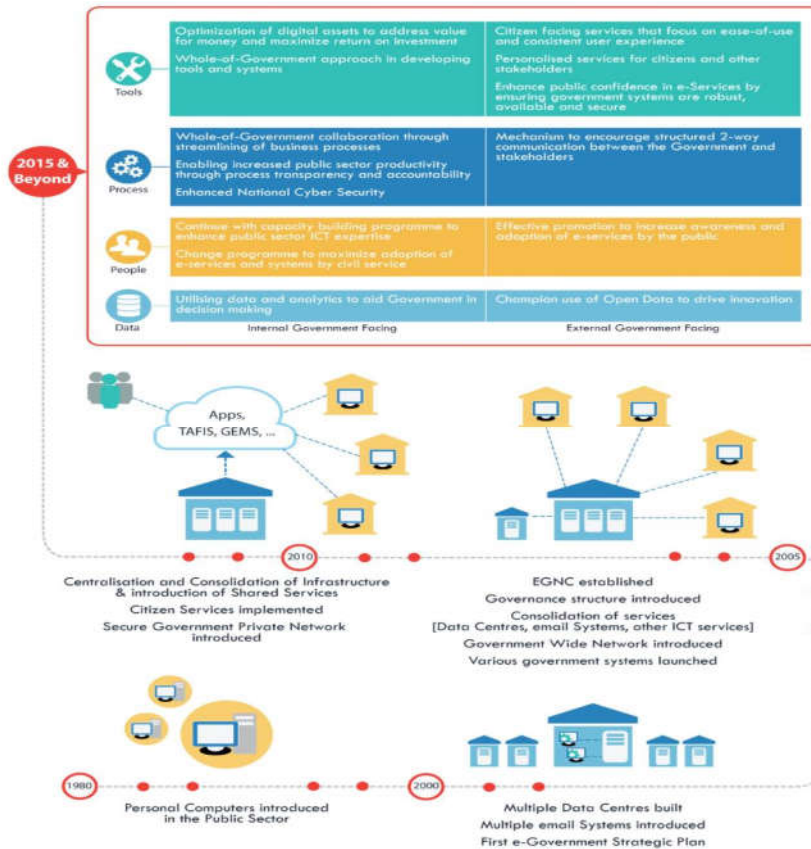 Optimization of digital assets to address value
for money and maximize return on Investment
Whole-of-Government approach in developing
tools and systems
Citizen facing services that focus on ease-of-use
and consistent user experience
Personalised services for citizens and other
stakeholders
Enhance public confidence in e-Services by
ensuring government systems are robust,
available and secure
Tools
2015 &
Beyond
Whole-of-Government collaboration through
streamlining of business processes
Enabling increased public sector productivity
through process transparency and accountability
Enhanced National Cyber Security
Mechanism to encourage structured 2-way
communication between the Government and
stakeholders
Process
Continue with capacity building programme to
enhance public sector ICT expertise
Change programme to maximize adoption of
e-services and systems by civil service
Effective promotion to increase awareness and
adoption of e-services by the public
People
Utilising data and analytics to aid Government in
decision making
Champion use of Open Data to drive innovation
Data
Internal Government Facing
External Government Facing
Apps,
TAFIS, GEMS, ...
2010
2005
Centralisation and Consolidation of Infrastructure
& introduction of Shared Services
Citizen Services implemented
Secure Government Private Network
introduced
EGNC established
Governance structure introduced
Consolidation of services
[Data Centres, email Systems, other ICT services]
Government Wide Network introduced
Various government systems launched
1980
2000
Personal Computers introduced
in the Public Sector
Multiple Data Centres built
Multiple email Systems introduced
First e-Government Strategic Plan